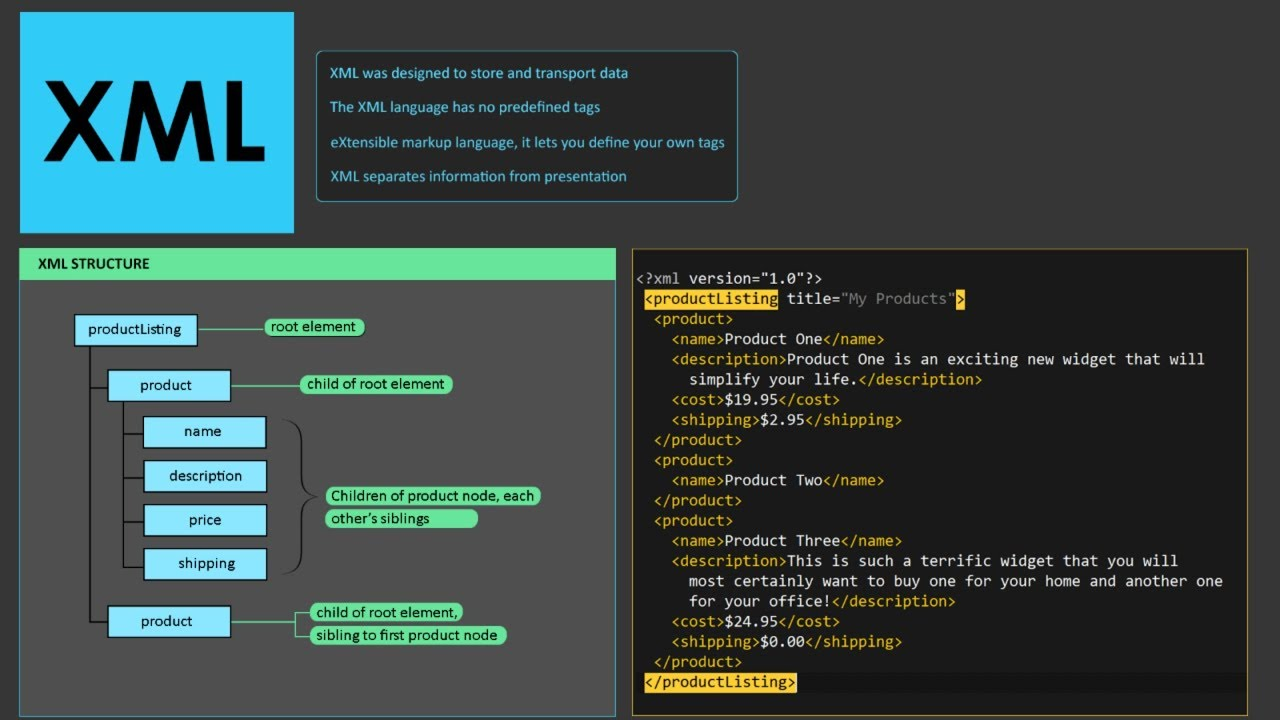 XML
XML was designed to store and transport data
The XML language has no predefined tags
eXtensible markup language, it lets you define your own tags
XML separates information from presentation
XML STRUCTURE
productListing
root element
product
child of root element
name
description
price
shipping
Children of product node, each
other's siblings
product
child of root element,
sibling to first product node
<?xml version="1.0"?>
<productListing title="My Products">
<product>
<name>Product One</name>
<description>Product One is an exciting new widget that will
simplify your life.</description>
<cost>$19.95</cost>
<shipping>$2.95</shipping>
</product>
<product>
<name>Product Two</name>
</product>
<product>
<name>Product Three</name>
<description>This is such a terrific widget that you will
most certainly want to buy one for your home and another one
for your office!</description>
<cost>$24.95</cost>
<shipping>$0.00</shipping>
</product>
</productListing>